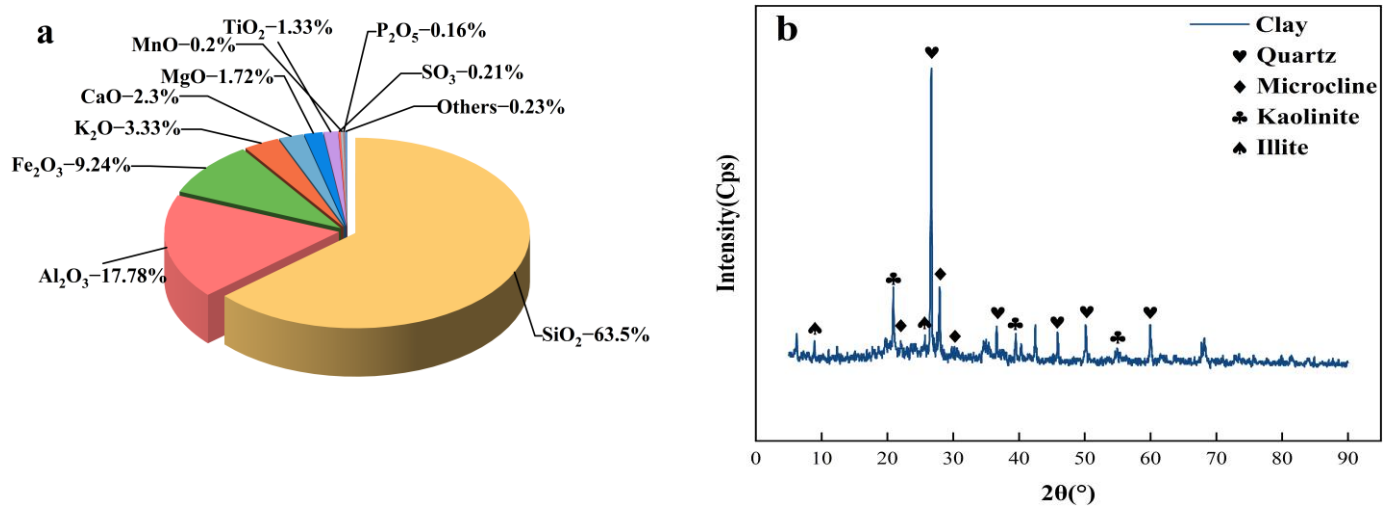 a
TiO₂−1.33%
P₂O₅−0.16%
MnO−0.2%
SO₃−0.21%
MgO−1.72%
Others−0.23%
CaO−2.3%
K₂O−3.33%
Fe₂O₃−9.24%
Al₂O₃−17.78%
SiO₂−63.5%
b
Clay
♥ Quartz
♦ Microcline
♣ Kaolinite
♠ Illite
Intensity(Cps)
0 10 20 30 40 50 60 70 80 90
2θ(°)